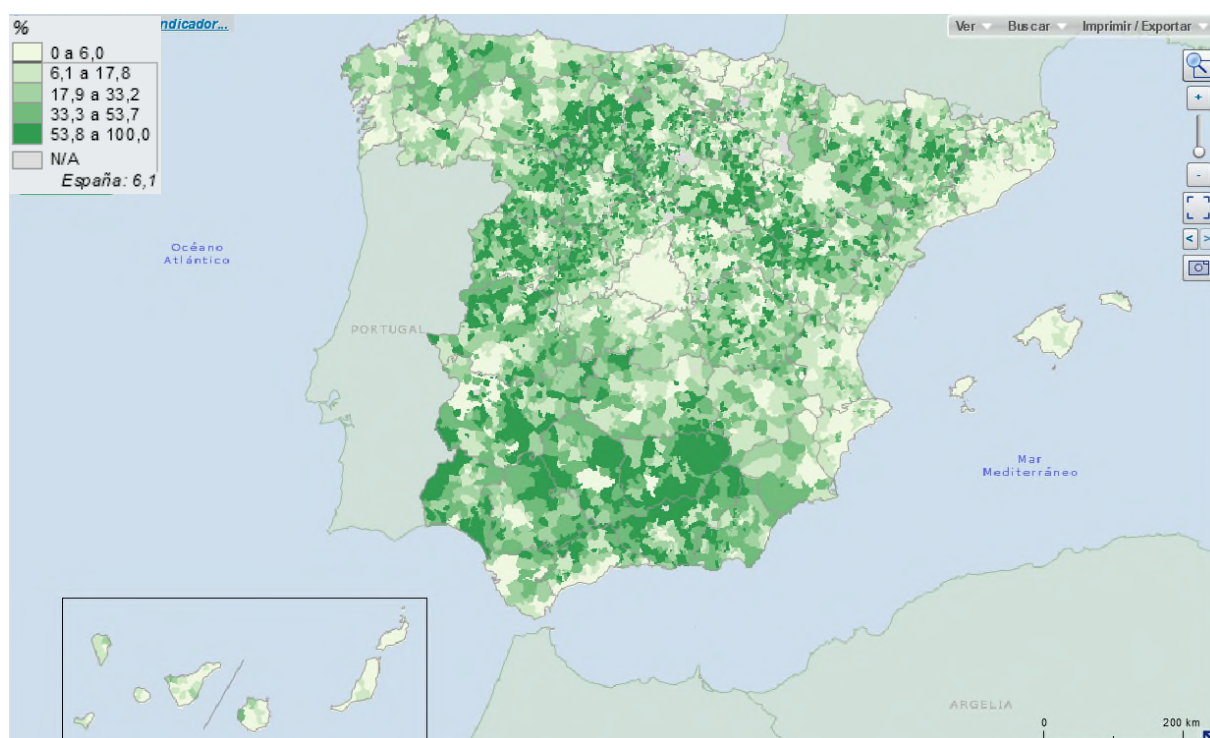 %
ndicador...
0 a 6,0
6,1 a 17,8
17,9 a 33,2
33,3 a 53,7
53,8 a 100,0
N/A
España: 6,1
Ver Buscar Imprimir / Exportar
+
-
< >
Océano
Atlántico
PORTUGAL
Mar
Mediterráneo
ARGELIA
0 200 km